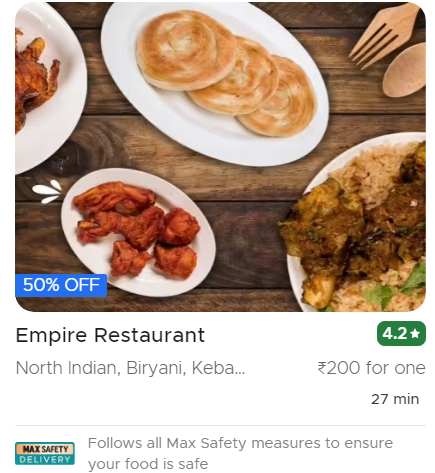 50% OFF
Empire Restaurant
4.2★
North Indian, Biryani, Keba...
₹200 for one
27 min
MAX SAFETY
DELIVERY
Follows all Max Safety measures to ensure
your food is safe